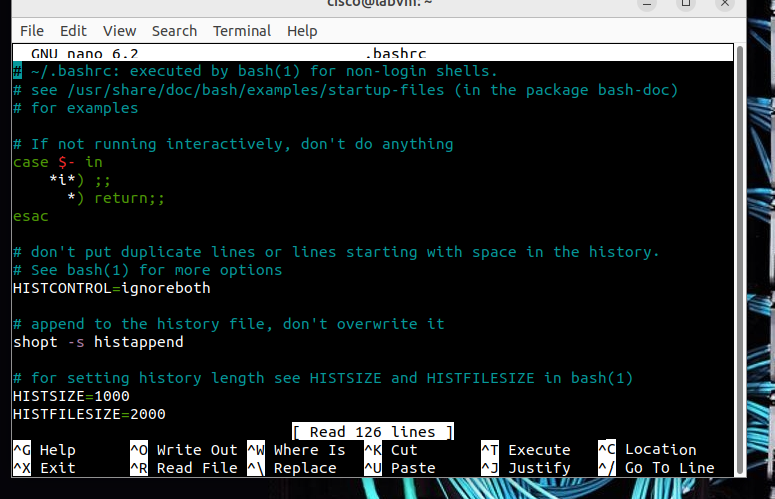 cisco@labvm: ~
File Edit View Search Terminal Help
GNU nano 6.2 .bashrc
# ~/.bashrc: executed by bash(1) for non-login shells.
# see /usr/share/doc/bash/examples/startup-files (in the package bash-doc)
# for examples
# If not running interactively, don't do anything
case $- in
*i*) ;;
*) return;;
esac
# don't put duplicate lines or lines starting with space in the history.
# See bash(1) for more options
HISTCONTROL=ignoreboth
# append to the history file, don't overwrite it
shopt -s histappend
# for setting history length see HISTSIZE and HISTFILESIZE in bash(1)
HISTSIZE=1000
HISTFILESIZE=2000
[ Read 126 lines ]
^G Help ^O Write Out ^W Where Is ^K Cut ^T Execute ^C Location
^X Exit ^R Read File ^\ Replace ^U Paste ^J Justify ^/ Go To Line